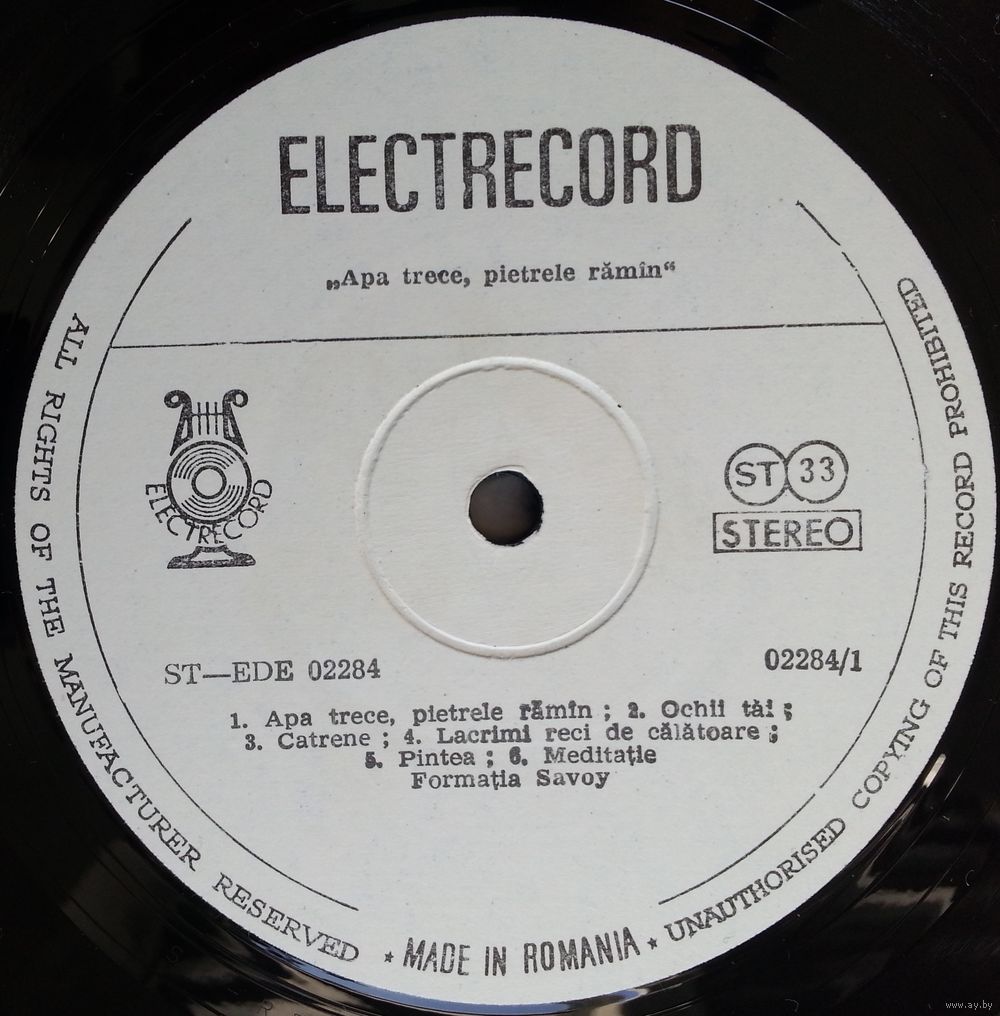 ELECTRECORD
„Apa trece, pietrele rămîn“
ELECTRECORD
ST 33
STEREO
ST—EDE 02284
02284/1
1. Apa trece, pietrele rămîn ; 2. Ochii tăi ;
3. Catrene ; 4. Lacrimi reci de călătoare ;
5. Pintea ; 6. Meditație
Formația Savoy
ALL RIGHTS OF THE MANUFACTURER RESERVED
* MADE IN ROMANIA *
UNAUTHORISED COPYING OF THIS RECORD PROHIBITED
www.ay.by